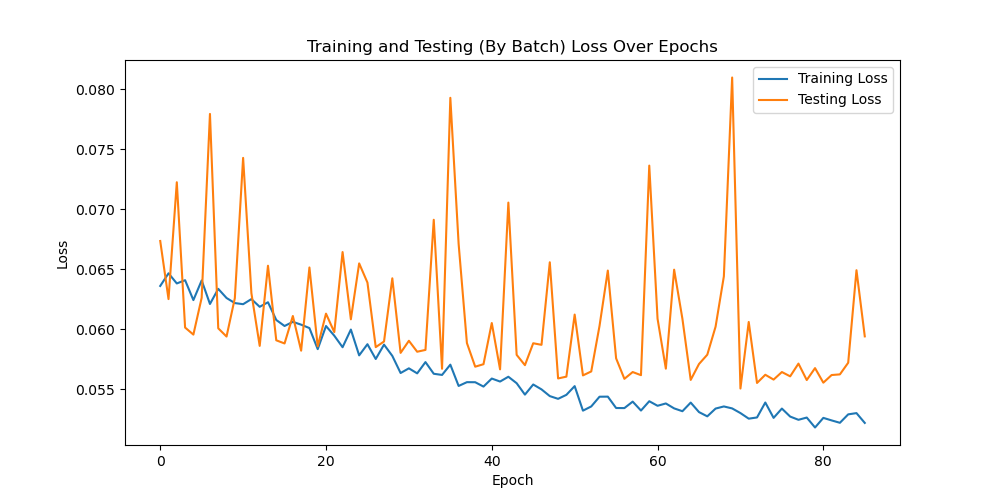 Training and Testing (By Batch) Loss Over Epochs
Training Loss
Testing Loss
0.080
0.075
0.070
0.065
0.060
0.055
Loss
0 20 40 60 80
Epoch